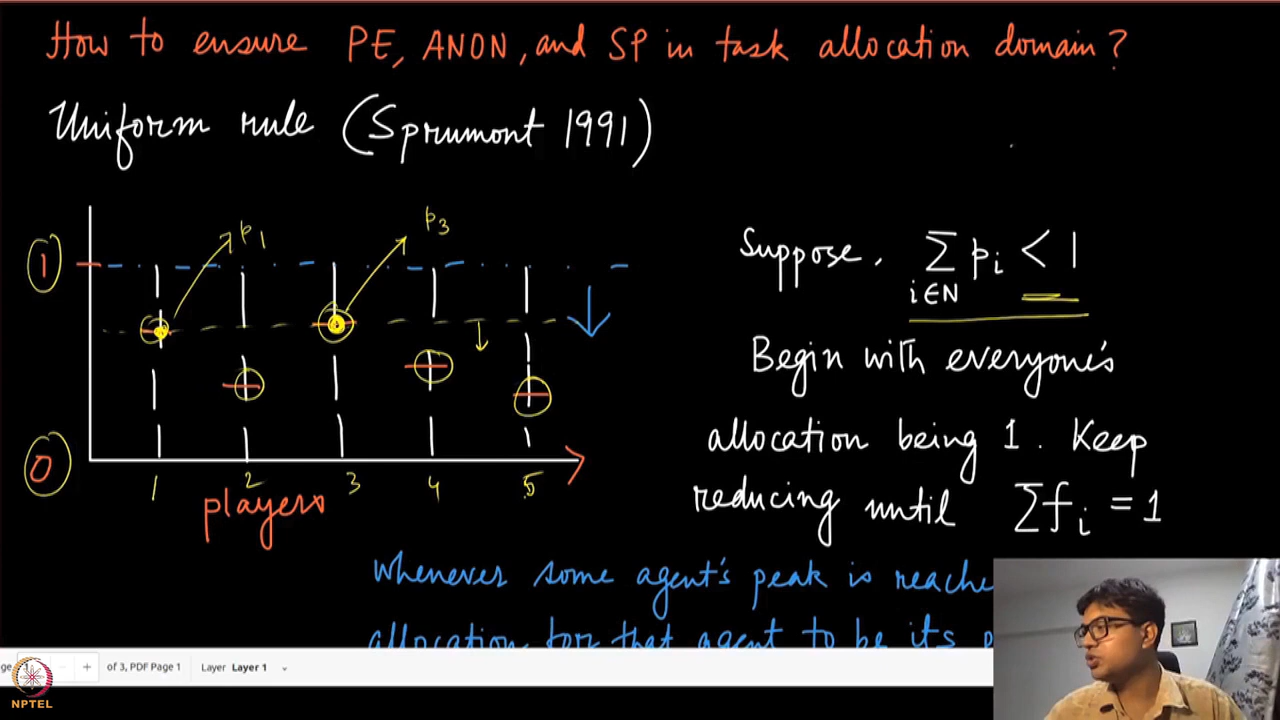 How to ensure PE, ANON, and SP in task allocation domain?
Uniform rule (Sprumont 1991)
p1
p3
1
0
1 2 3 4 5
players
Suppose, ∑ i∈N pi < 1
Begin with everyone's
allocation being 1. Keep
reducing until ∑fi = 1
Whenever some agent's peak is reache
allocation for that agent to be its
of 3, PDF Page 1
Layer Layer 1
NPTEL